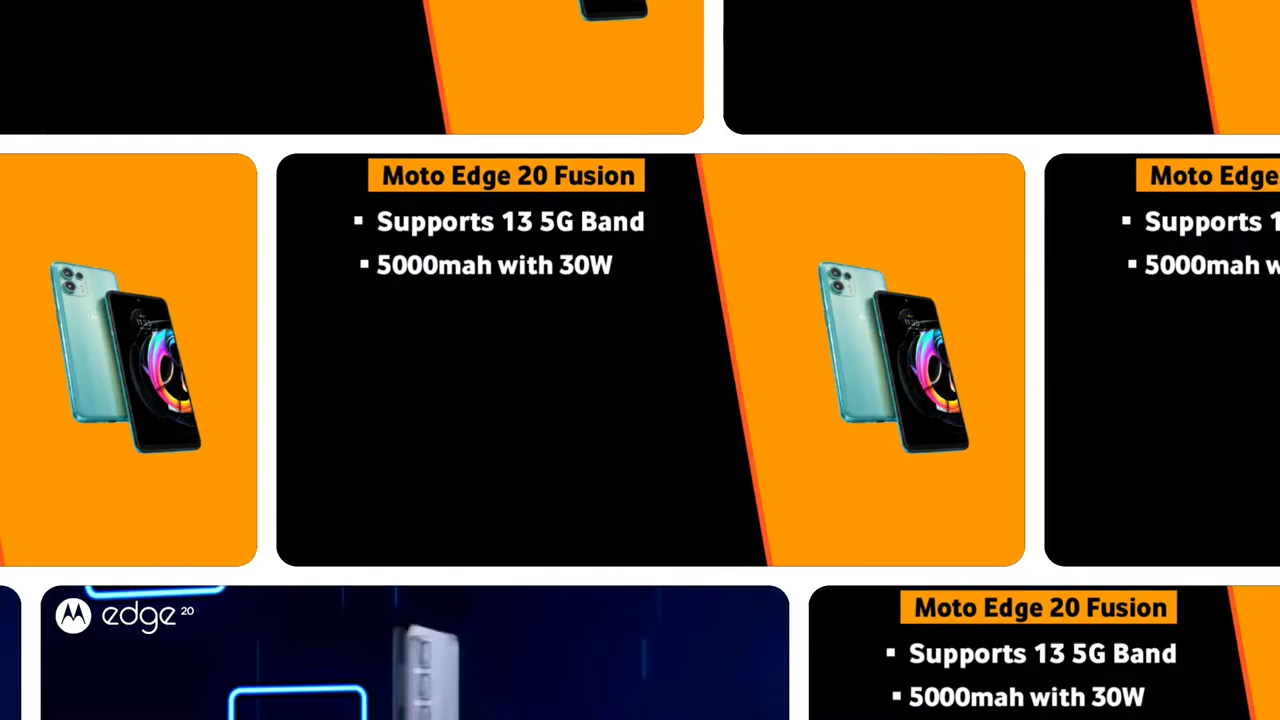 Moto Edge 20 Fusion
▪ Supports 13 5G Band
▪ 5000mah with 30W
Moto Edge
▪ Supports 1
▪ 5000mah w
edge 20
Moto Edge 20 Fusion
▪ Supports 13 5G Band
▪ 5000mah with 30W